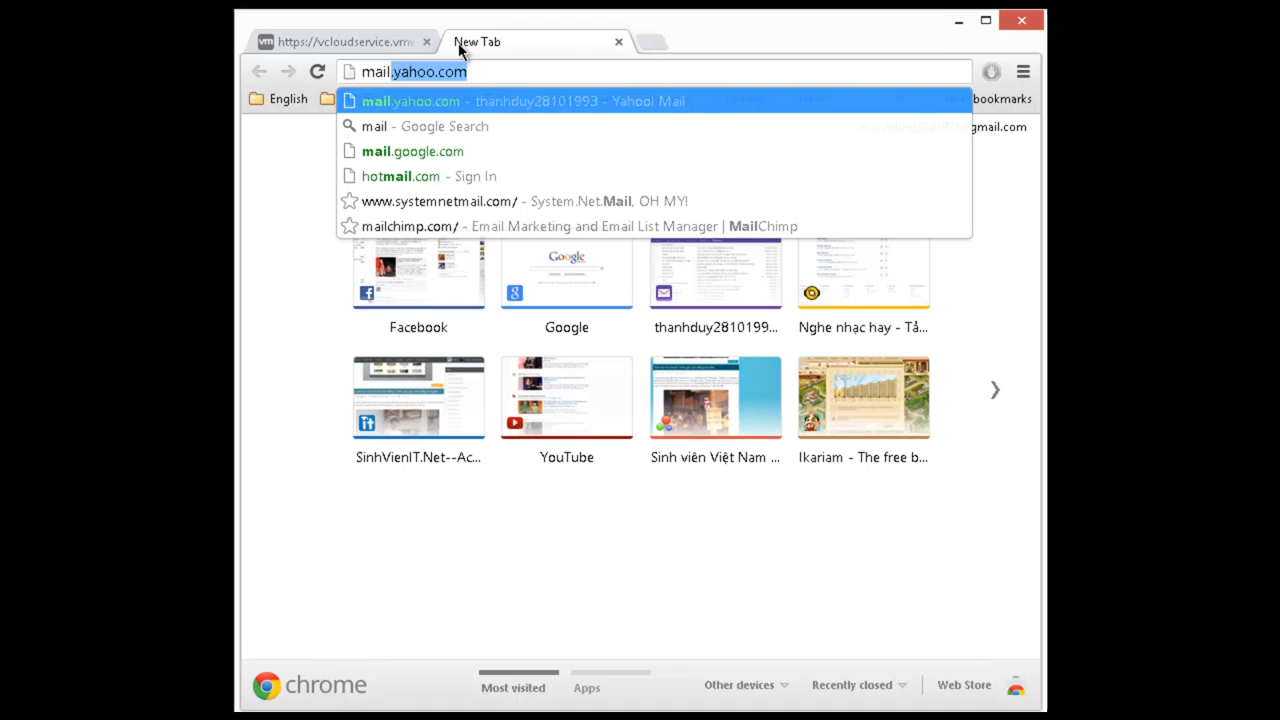 vm https://vcloudservice.vmw
New Tab
mail.yahoo.com
English
bookmarks
mail.yahoo.com - thanhduy28101993 - Yahoo! Mail
mail - Google Search
gmail.com
mail.google.com
hotmail.com - Sign In
www.systemnetmail.com/ - System.Net.Mail, OH MY!
mailchimp.com/ - Email Marketing and Email List Manager | MailChimp
Google
Facebook
Google
thanhduy2810199...
Nghe nhạc hay - Tả...
SinhVienIT.Net--Ac...
YouTube
Sinh viên Việt Nam ...
Ikariam - The free b...
chrome
Most visited
Apps
Other devices
Recently closed
Web Store